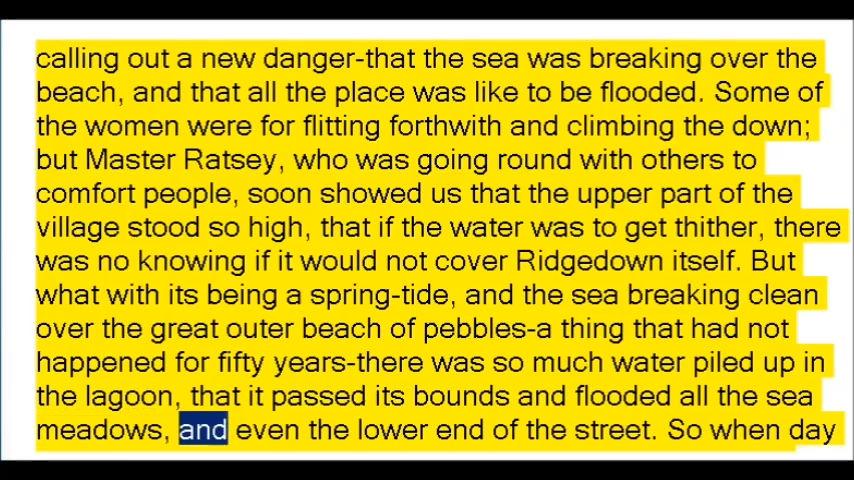 calling out a new danger-that the sea was breaking over the
beach, and that all the place was like to be flooded. Some of
the women were for flitting forthwith and climbing the down;
but Master Ratsey, who was going round with others to
comfort people, soon showed us that the upper part of the
village stood so high, that if the water was to get thither, there
was no knowing if it would not cover Ridgedown itself. But
what with its being a spring-tide, and the sea breaking clean
over the great outer beach of pebbles-a thing that had not
happened for fifty years-there was so much water piled up in
the lagoon, that it passed its bounds and flooded all the sea
meadows, and even the lower end of the street. So when day